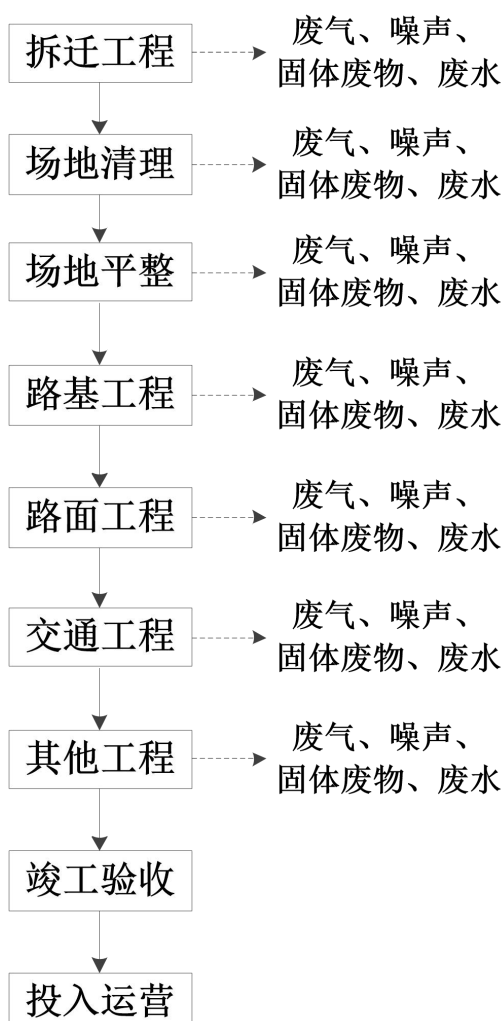 拆迁工程
废气、噪声、
固体废物、废水
场地清理
废气、噪声、
固体废物、废水
场地平整
废气、噪声、
固体废物、废水
路基工程
废气、噪声、
固体废物、废水
路面工程
废气、噪声、
固体废物、废水
交通工程
废气、噪声、
固体废物、废水
其他工程
废气、噪声、
固体废物、废水
竣工验收
投入运营